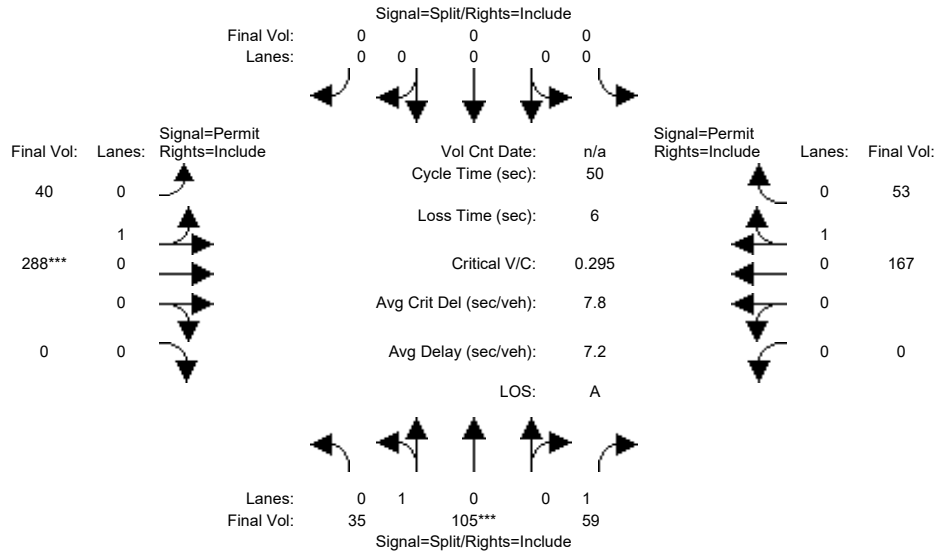 Signal=Split/Rights=Include
Final Vol: 0 0 0
Lanes: 0 0 0 0 0
Signal=Permit
Final Vol: Lanes: Rights=Include
Vol Cnt Date: n/a
Signal=Permit
Rights=Include Lanes: Final Vol:
Cycle Time (sec): 50
40 0
0 53
Loss Time (sec): 6
1
1
288*** 0
Critical V/C: 0.295
0 167
0
Avg Crit Del (sec/veh): 7.8
0
0 0
Avg Delay (sec/veh): 7.2
0 0
LOS: A
Lanes: 0 1 0 0 1
Final Vol: 35 105*** 59
Signal=Split/Rights=Include